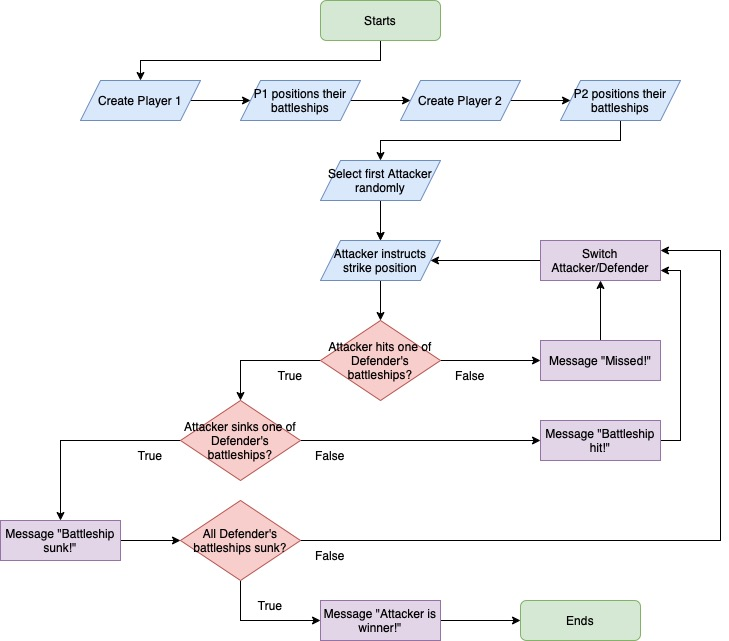 Starts
Create Player 1
P1 positions their
battleships
Create Player 2
P2 positions their
battleships
Select first Attacker
randomly
Attacker instructs
strike position
Switch
Attacker/Defender
Attacker hits one of
Defender's
battleships?
True
False
Message "Missed!"
Attacker sinks one of
Defender's
battleships?
True
False
Message "Battleship
hit!"
Message "Battleship
sunk!"
All Defender's
battleships sunk?
False
True
Message "Attacker is
winner!"
Ends